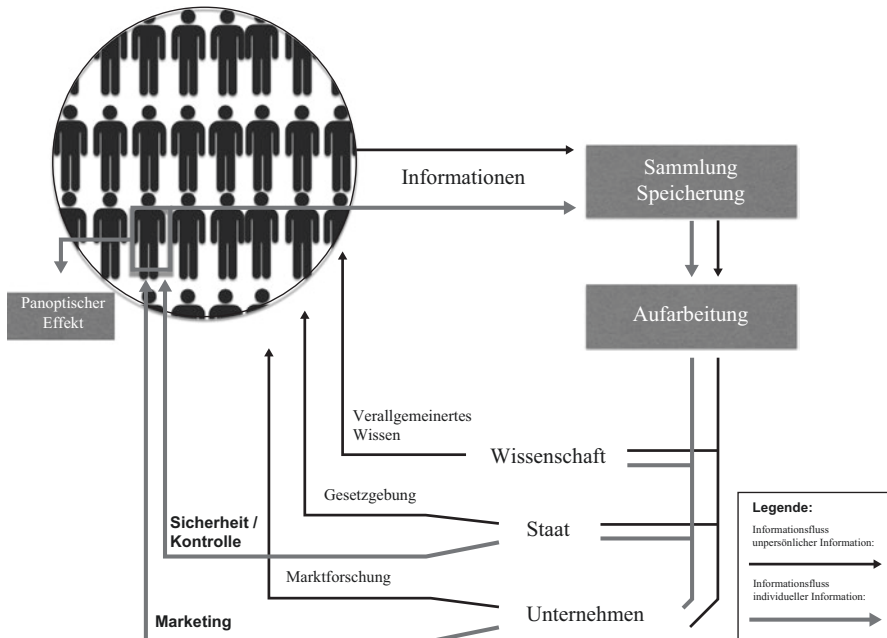 Informationen
Sammlung
Speicherung
Panoptischer
Effekt
Aufarbeitung
Verallgemeinertes
Wissen
Wissenschaft
Gesetzgebung
Sicherheit /
Kontrolle
Staat
Marktforschung
Marketing
Unternehmen
Legende:
Informationsfluss
unpersönlicher Information:
Informationsfluss
individueller Information: